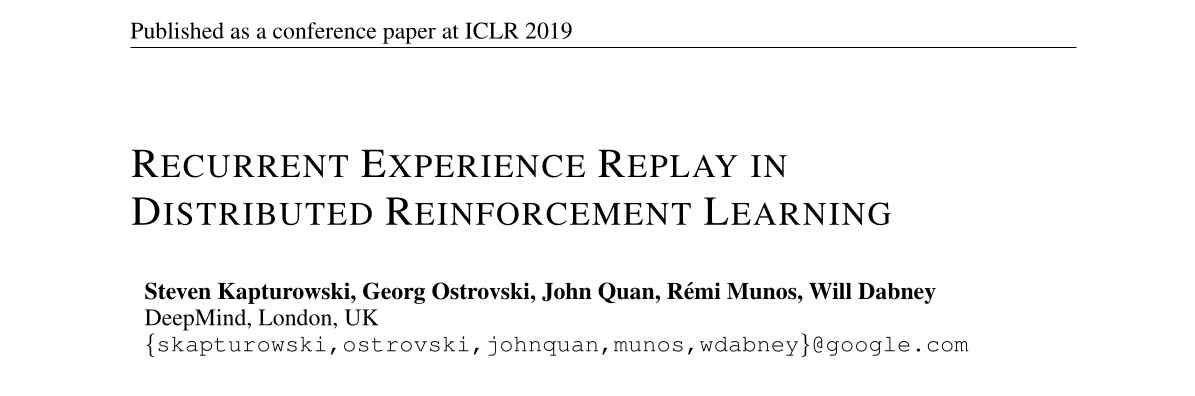 Published as a conference paper at ICLR 2019
RECURRENT EXPERIENCE REPLAY IN
DISTRIBUTED REINFORCEMENT LEARNING
Steven Kapturowski, Georg Ostrovski, John Quan, Rémi Munos, Will Dabney
DeepMind, London, UK
{skapturowski,ostrovski,johnquan,munos,wdabney}@google.com